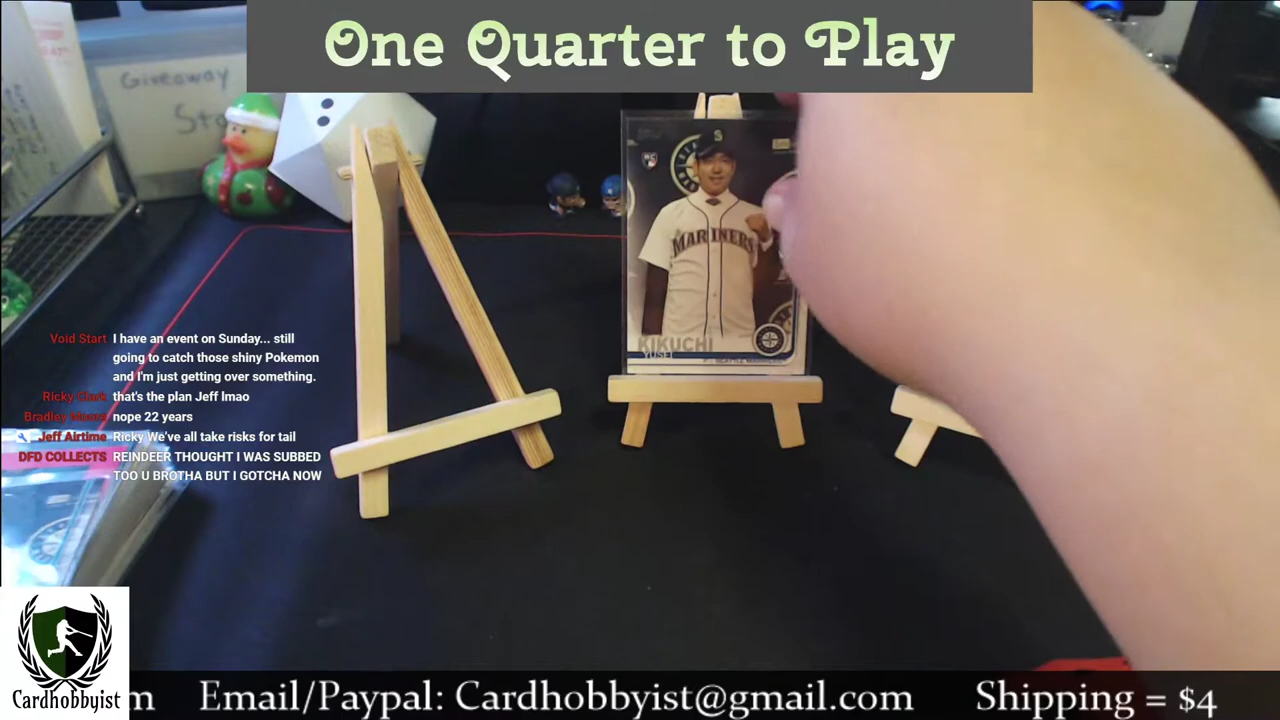 One Quarter to Play
Giveaway
S
MARINERS
KIKUCHI
YUSEI
Void Start I have an event on Sunday... still
going to catch those shiny Pokemon
and I'm just getting over something.
Ricky Clark that's the plan Jeff lmao
Bradley Moore nope 22 years
Jeff Airtime Ricky We've all take risks for tail
DFD COLLECTS REINDEER THOUGHT I WAS SUBBED
TOO U BROTHA BUT I GOTCHA NOW
Cardhobbyist
m Email/Paypal: Cardhobbyist@gmail.com Shipping = $4